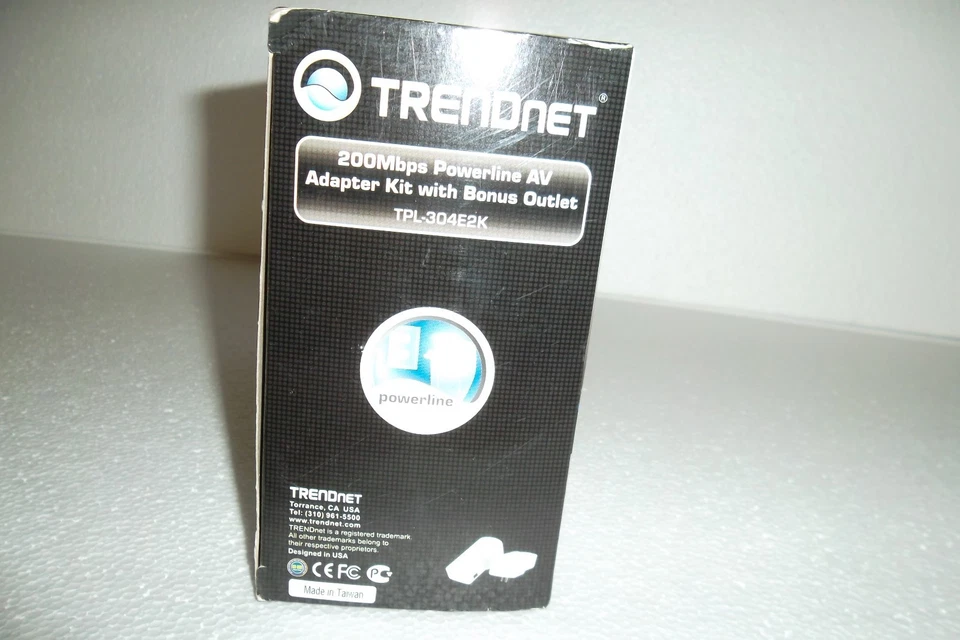 TRENDNET®
200Mbps Powerline AV
Adapter Kit with Bonus Outlet
TPL-304E2K
powerline
TRENDNET
Torrance, CA USA
Tel: (310) 961-5500
www.trendnet.com
TRENDnet is a registered trademark.
All other trademarks belong to
their respective proprietors.
Designed in USA
CE FC
Made in Taiwan